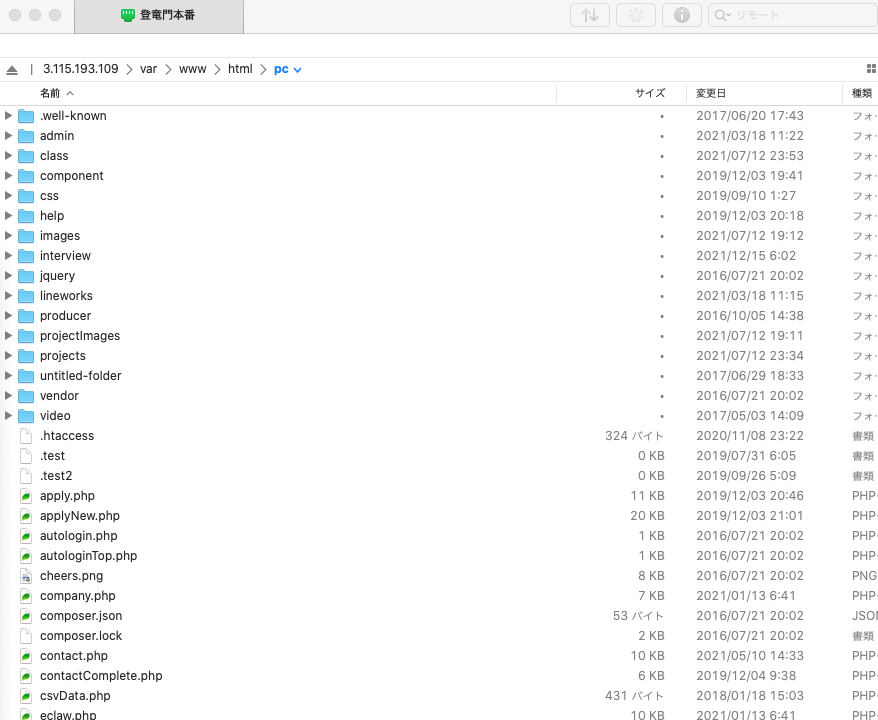 登竜門本番
リモート
3.115.193.109 var www html pc
名前 サイズ 変更日 種類
.well-known • 2017/06/20 17:43 フォ
admin • 2021/03/18 11:22 フォ
class • 2021/07/12 23:53 フォ
component • 2019/12/03 19:41 フォ
css • 2019/09/10 1:27 フォ
help • 2019/12/03 20:18 フォ
images • 2021/07/12 19:12 フォ
interview • 2021/12/15 6:02 フォ
jquery • 2016/07/21 20:02 フォ
lineworks • 2021/03/18 11:15 フォ
producer • 2016/10/05 14:38 フォ
projectImages • 2021/07/12 19:11 フォ
projects • 2021/07/12 23:34 フォ
untitled-folder • 2017/06/29 18:33 フォ
vendor • 2016/07/21 20:02 フォ
video • 2017/05/03 14:09 フォ
.htaccess 324 バイト 2020/11/08 23:22 書類
.test 0 KB 2019/07/31 6:05 書類
.test2 0 KB 2019/09/26 5:09 書類
apply.php 11 KB 2019/12/03 20:46 PHP
applyNew.php 20 KB 2019/12/03 21:01 PHP
autologin.php 1 KB 2016/07/21 20:02 PHP
autologinTop.php 1 KB 2016/07/21 20:02 PHP
cheers.png 8 KB 2016/07/21 20:02 PNG
company.php 7 KB 2021/01/13 6:41 PHP
composer.json 53 バイト 2016/07/21 20:02 JSON
composer.lock 2 KB 2016/07/21 20:02 書類
contact.php 10 KB 2021/05/10 14:33 PHP
contactComplete.php 6 KB 2019/12/04 9:38 PHP
csvData.php 431 バイト 2018/01/18 15:03 PHP
eclaw.php 10 KB 2021/01/13 6:41 PHP